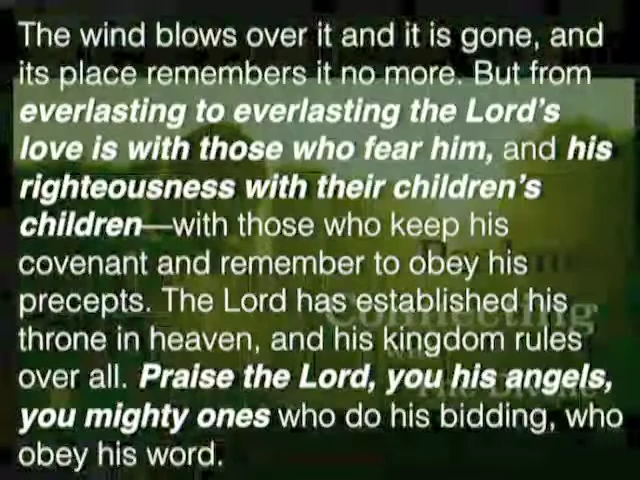 The wind blows over it and it is gone, and
its place remembers it no more. But from
everlasting to everlasting the Lord's
love is with those who fear him, and his
righteousness with their children's
children—with those who keep his
covenant and remember to obey his
precepts. The Lord has established his
throne in heaven, and his kingdom rules
over all. Praise the Lord, you his angels,
you mighty ones who do his bidding, who
obey his word.
Connecting